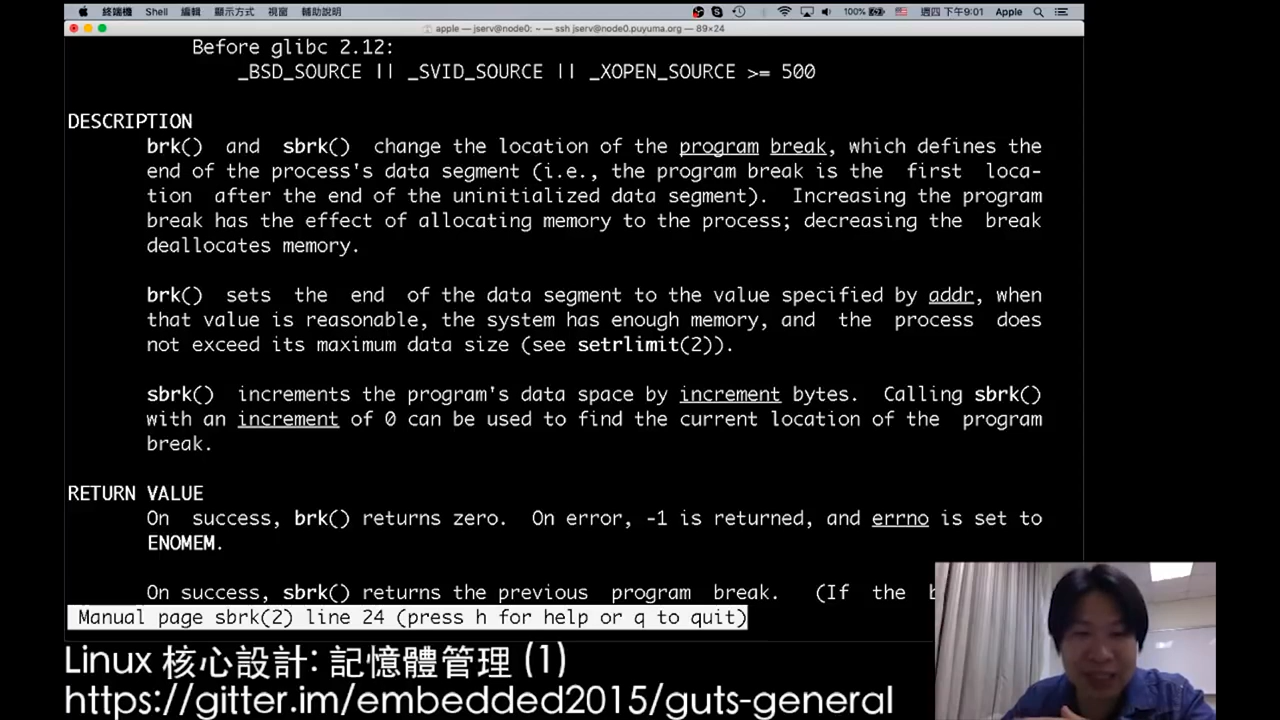 終端機 Shell 編輯 顯示方式 視窗 輔助說明 100% 週四下午9:01 Apple
apple — jserv@node0: ~ — ssh jserv@node0.puyuma.org — 89×24
Before glibc 2.12:
_BSD_SOURCE || _SVID_SOURCE || _XOPEN_SOURCE >= 500
DESCRIPTION
brk() and sbrk() change the location of the program break, which defines the
end of the process's data segment (i.e., the program break is the first loca-
tion after the end of the uninitialized data segment). Increasing the program
break has the effect of allocating memory to the process; decreasing the break
deallocates memory.
brk() sets the end of the data segment to the value specified by addr, when
that value is reasonable, the system has enough memory, and the process does
not exceed its maximum data size (see setrlimit(2)).
sbrk() increments the program's data space by increment bytes. Calling sbrk()
with an increment of 0 can be used to find the current location of the program
break.
RETURN VALUE
On success, brk() returns zero. On error, -1 is returned, and errno is set to
ENOMEM.
On success, sbrk() returns the previous program break. (If the
Manual page sbrk(2) line 24 (press h for help or q to quit)
Linux 核心設計: 記憶體管理 (1)
https://gitter.im/embedded2015/guts-general